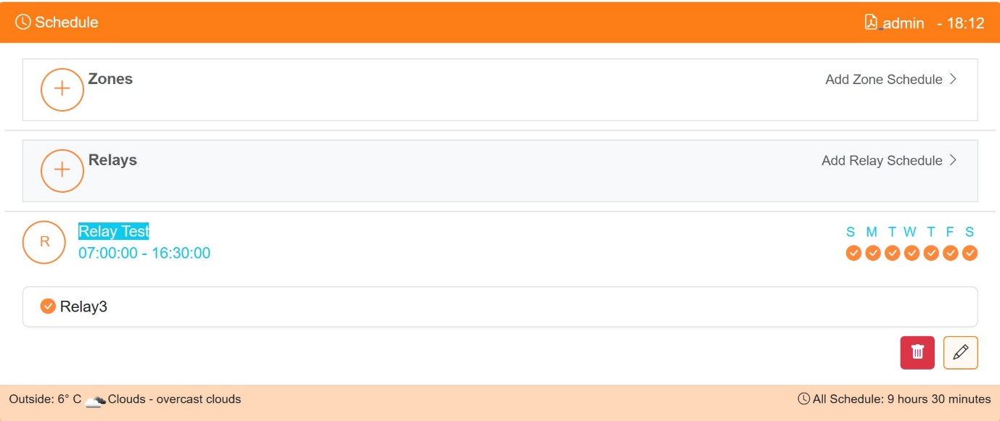 Schedule
_admin - 18:12
Zones
Add Zone Schedule
Relays
Add Relay Schedule
R
Relay Test
07:00:00 - 16:30:00
S M T W T F S
Relay3
Outside: 6° C Clouds - overcast clouds
All Schedule: 9 hours 30 minutes